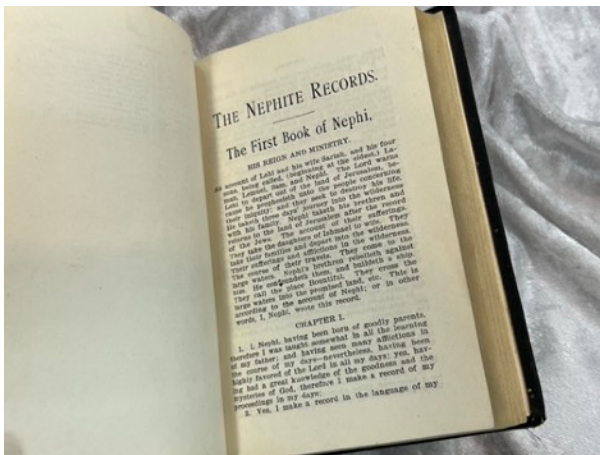 THE NEPHITE RECORDS.
The First Book of Nephi,
HIS REIGN AND MINISTRY.
An account of Lehi and his wife Sariah, and his four
sons, being called, (beginning at the eldest,) La-
man, Lemuel, Sam, and Nephi. The Lord warns
Lehi to depart out of the land of Jerusalem, be-
cause he prophesieth unto the people concerning
their iniquity; and they seek to destroy his life.
He taketh three days' journey into the wilderness
with his family. Nephi taketh his brethren and
returns to the land of Jerusalem after the record
of the Jews. The account of their sufferings.
They take the daughters of Ishmael to wife. They
take their families and depart into the wilderness.
Their sufferings and afflictions in the wilderness.
The course of their travels. They come to the
large waters. Nephi's brethren rebelleth against
him. He confoundeth them, and buildeth a ship.
They call the place Bountiful. They cross the
large waters into the promised land, etc. This is
according to the account of Nephi; or in other
words, I, Nephi, wrote this record.
CHAPTER I.
1. I, Nephi, having been born of goodly parents,
therefore I was taught somewhat in all the learning
of my father; and having seen many afflictions in
the course of my days—nevertheless, having been
highly favored of the Lord in all my days; yea, hav-
ing had a great knowledge of the goodness and the
mysteries of God, therefore I make a record of my
proceedings in my days;
2. Yea, I make a record in the language of my